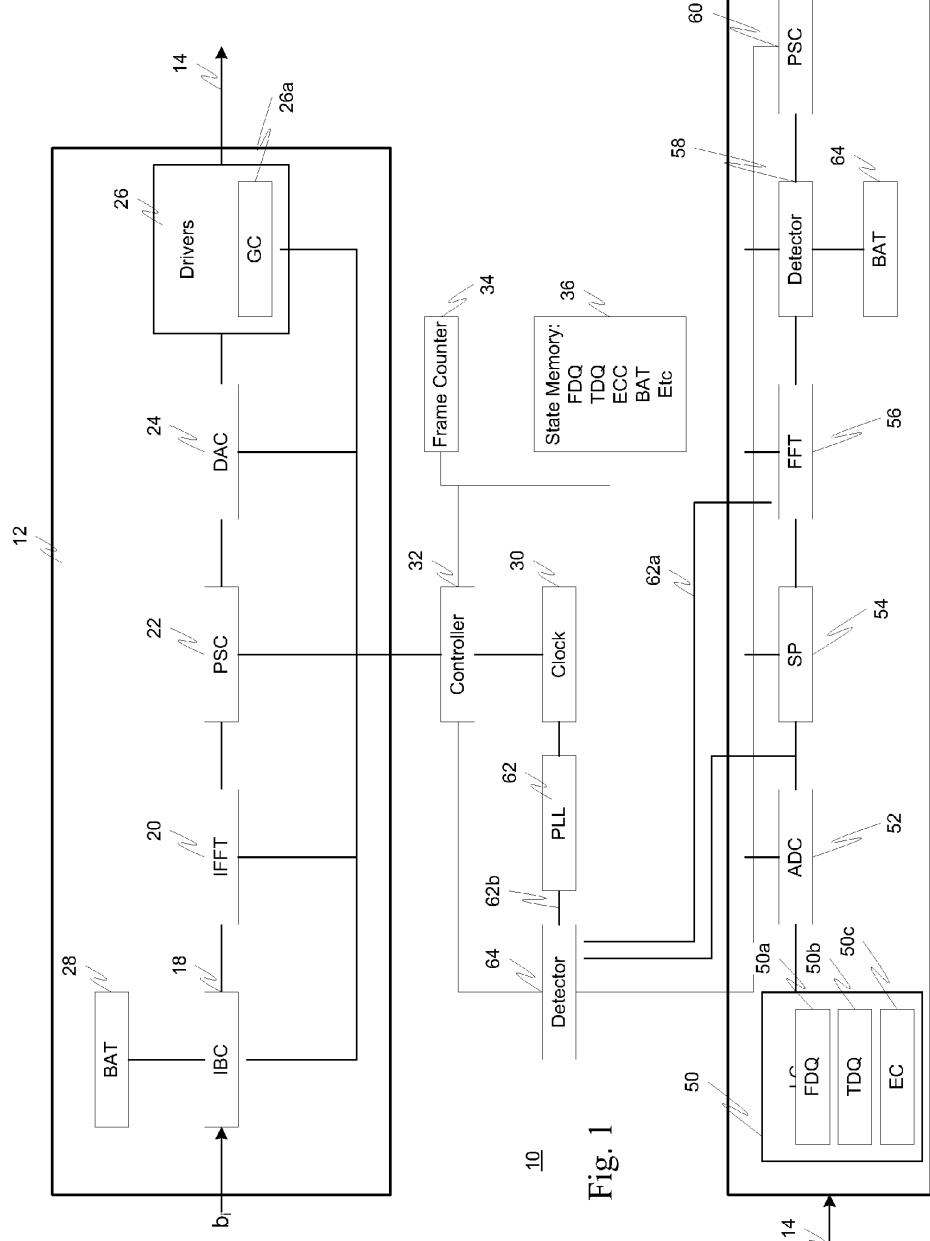 12
BAT
28
18
20
22
24
26
14
26a
bᵢ
IBC
IFFT
PSC
DAC
Drivers
GC
10
Fig. 1
64
Detector
62b
62
PLL
32
Controller
30
Clock
34
Frame Counter
36
State Memory:
FDQ
TDQ
ECC
BAT
Etc
62a
14
50
50a
50b
50c
FDQ
TDQ
EC
52
ADC
54
SP
56
FFT
58
Detector
64
BAT
60
PSC